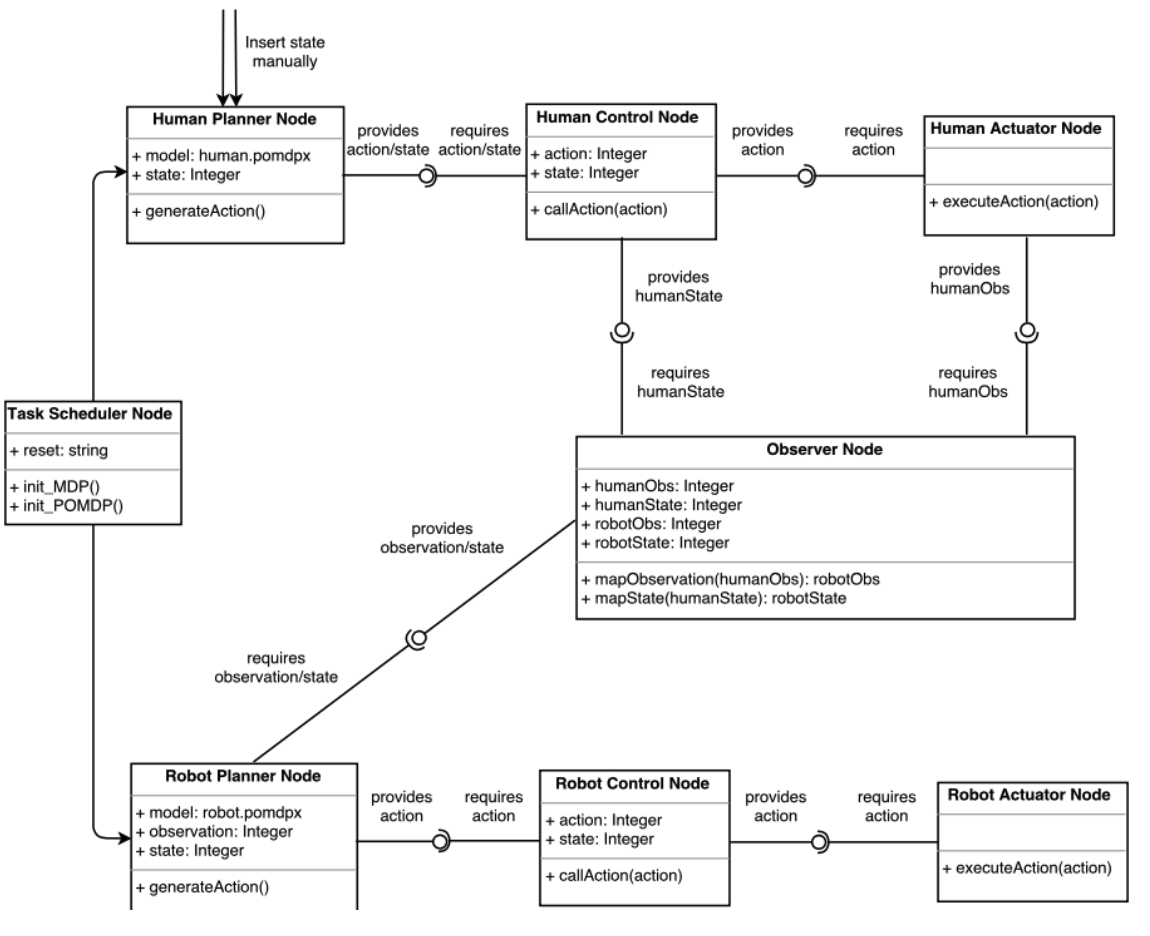 Insert state
manually
Human Planner Node
+ model: human.pomdpx
+ state: Integer
+ generateAction()
provides
action/state
requires
action/state
Human Control Node
+ action: Integer
+ state: Integer
+ callAction(action)
provides
action
requires
action
Human Actuator Node
+ executeAction(action)
provides
humanState
requires
humanState
provides
humanObs
requires
humanObs
Task Scheduler Node
+ reset: string
+ init_MDP()
+ init_POMDP()
Observer Node
+ humanObs: Integer
+ humanState: Integer
+ robotObs: Integer
+ robotState: Integer
+ mapObservation(humanObs): robotObs
+ mapState(humanState): robotState
provides
observation/state
requires
observation/state
Robot Planner Node
+ model: robot.pomdpx
+ observation: Integer
+ state: Integer
+ generateAction()
provides
action
requires
action
Robot Control Node
+ action: Integer
+ state: Integer
+ callAction(action)
provides
action
requires
action
Robot Actuator Node
+ executeAction(action)